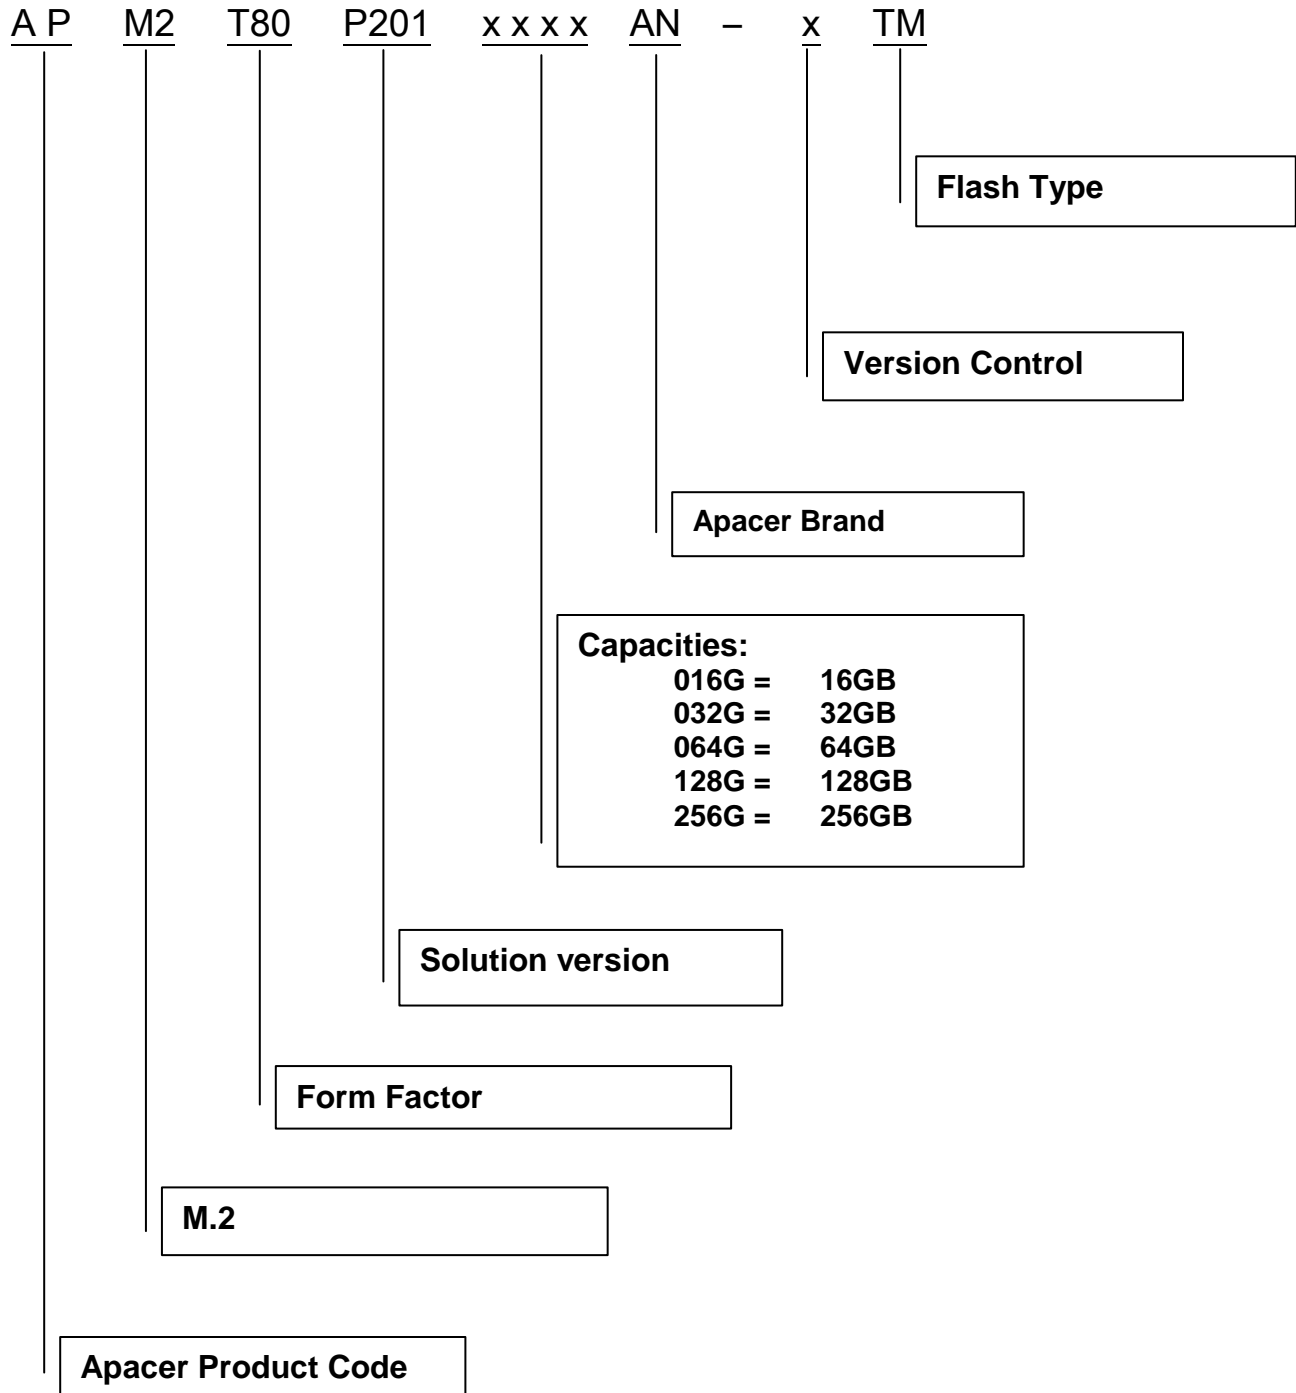 A P M2 T80 P201 x x x x AN – x TM
Flash Type
Version Control
Apacer Brand
Capacities:
016G = 16GB
032G = 32GB
064G = 64GB
128G = 128GB
256G = 256GB
Solution version
Form Factor
M.2
Apacer Product Code